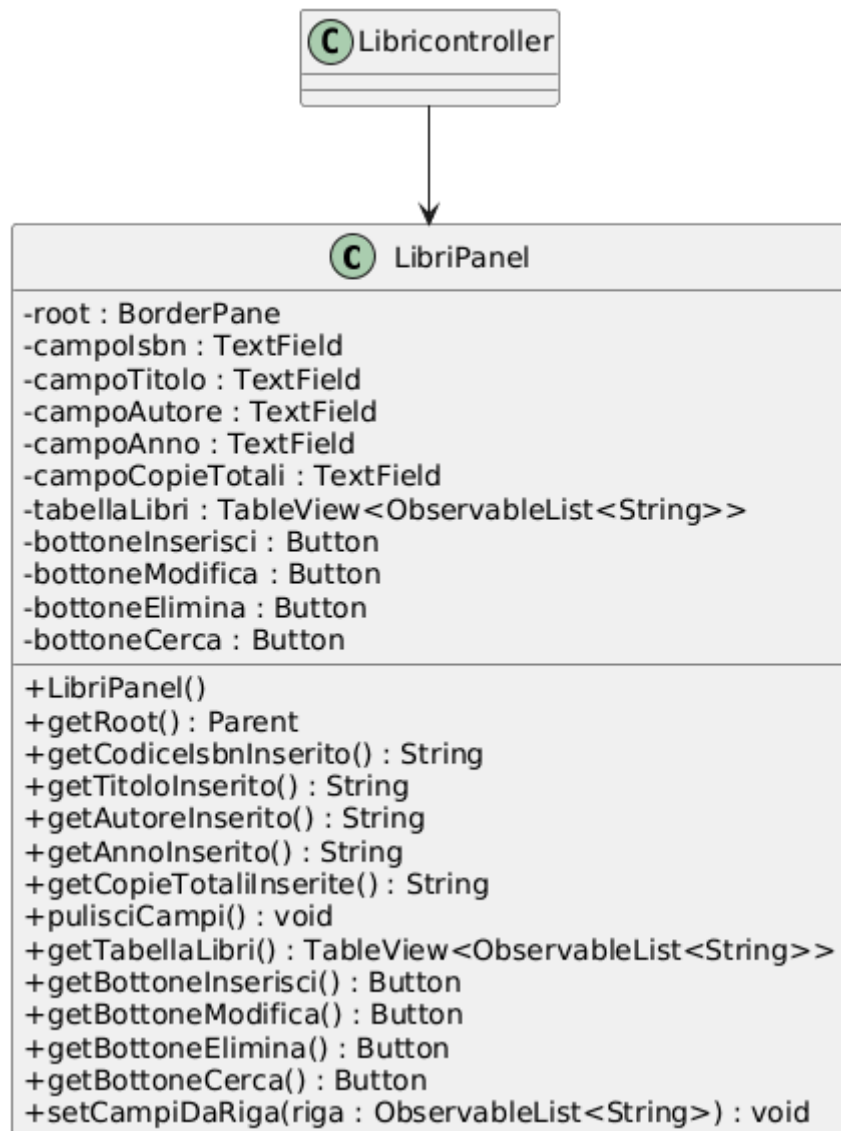 C Libricontroller
C LibriPanel
-root : BorderPane
-campoIsbn : TextField
-campoTitolo : TextField
-campoAutore : TextField
-campoAnno : TextField
-campoCopieTotali : TextField
-tabellaLibri : TableView<ObservableList<String>>
-bottoneInserisci : Button
-bottoneModifica : Button
-bottoneElimina : Button
-bottoneCerca : Button
+LibriPanel()
+getRoot() : Parent
+getCodiceIsbnInserito() : String
+getTitoloInserito() : String
+getAutoreInserito() : String
+getAnnoInserito() : String
+getCopieTotaliInserite() : String
+pulisciCampi() : void
+getTabellaLibri() : TableView<ObservableList<String>>
+getBottoneInserisci() : Button
+getBottoneModifica() : Button
+getBottoneElimina() : Button
+getBottoneCerca() : Button
+setCampiDaRiga(riga : ObservableList<String>) : void